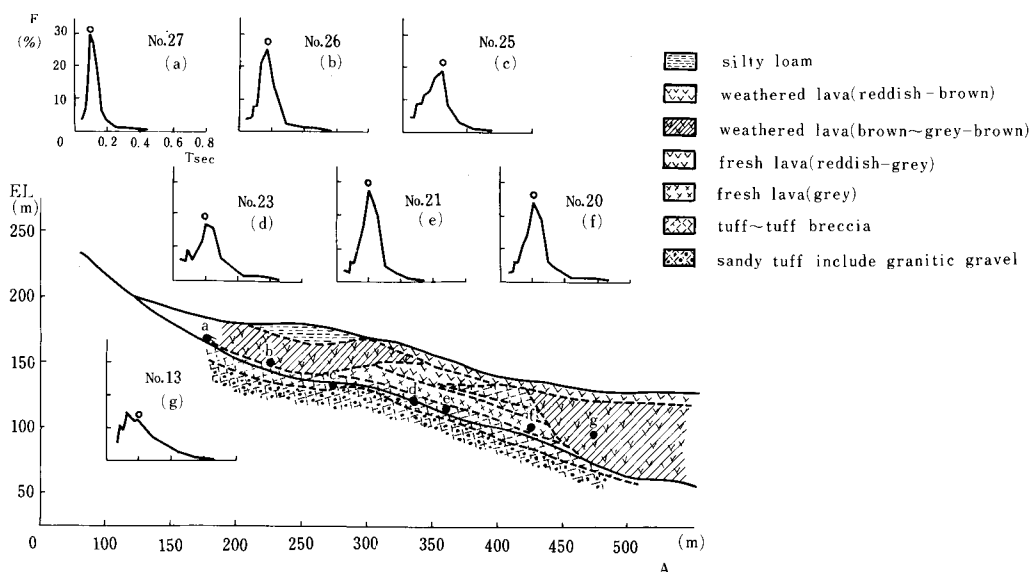 F
(%)
30
20
10
0
0.2
0.4
0.6
0.8
Tsec
No.27
(a)
No.26
(b)
No.25
(c)
No.23
(d)
No.21
(e)
No.20
(f)
No.13
(g)
silty loam
weathered lava(reddish-brown)
weathered lava(brown~grey-brown)
fresh lava(reddish-grey)
fresh lava(grey)
tuff~tuff breccia
sandy tuff include granitic gravel
EL
(m)
250
200
150
100
50
a
b
c
d
e
f
g
0 100 200 250 300 350 400 450 500 (m)
A